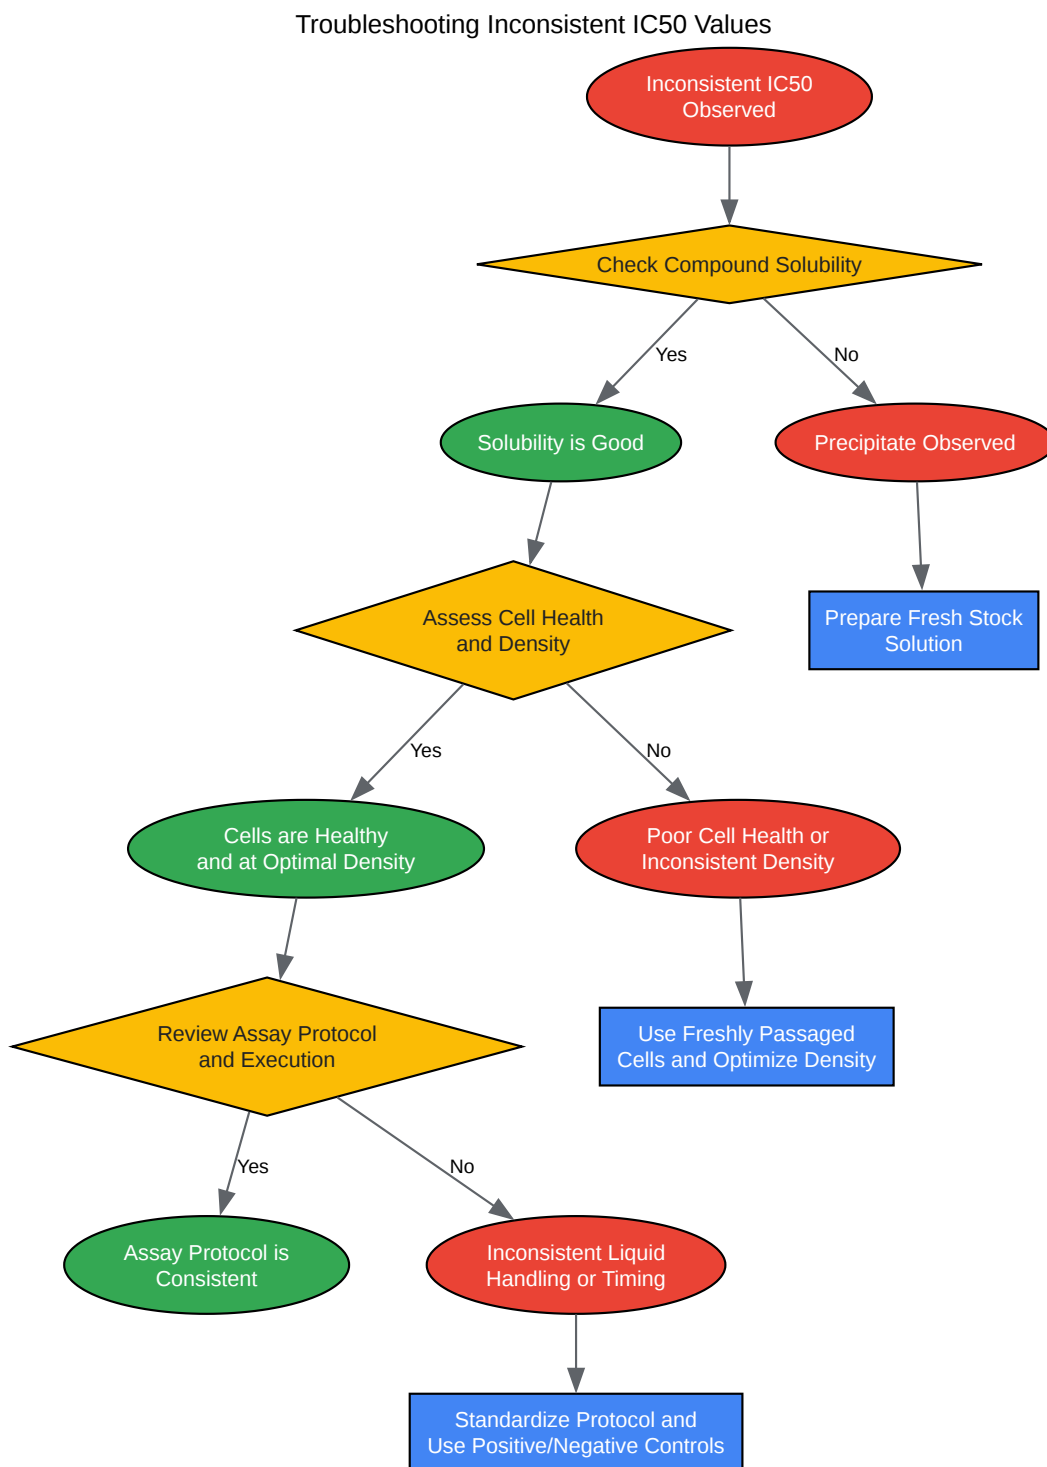 Troubleshooting Inconsistent IC50 Values
Inconsistent IC50
Observed
Check Compound Solubility
Yes
No
Solubility is Good
Precipitate Observed
Assess Cell Health
and Density
Prepare Fresh Stock
Solution
Yes
No
Cells are Healthy
and at Optimal Density
Poor Cell Health or
Inconsistent Density
Review Assay Protocol
and Execution
Use Freshly Passaged
Cells and Optimize Density
Yes
No
Assay Protocol is
Consistent
Inconsistent Liquid
Handling or Timing
Standardize Protocol and
Use Positive/Negative Controls